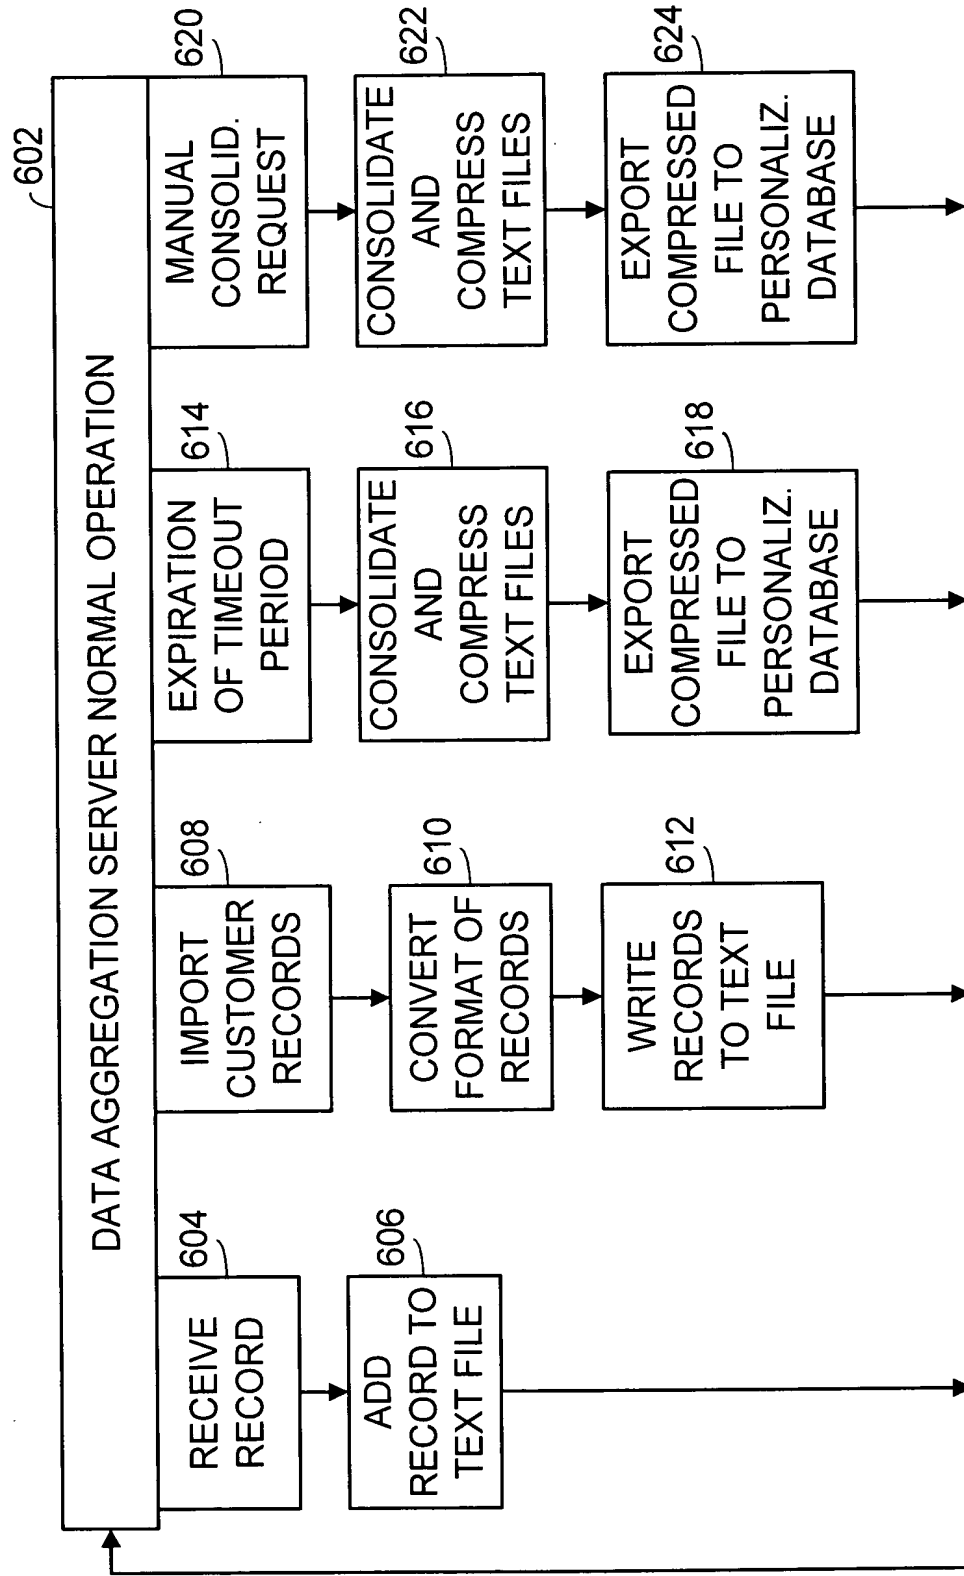 602
DATA AGGREGATION SERVER NORMAL OPERATION
604
RECEIVE
RECORD
606
ADD
RECORD TO
TEXT FILE
608
IMPORT
CUSTOMER
RECORDS
610
CONVERT
FORMAT OF
RECORDS
612
WRITE
RECORDS
TO TEXT
FILE
614
EXPIRATION
OF TIMEOUT
PERIOD
616
CONSOLIDATE
AND
COMPRESS
TEXT FILES
618
EXPORT
COMPRESSED
FILE TO
PERSONALIZ.
DATABASE
620
MANUAL
CONSOLID.
REQUEST
622
CONSOLIDATE
AND
COMPRESS
TEXT FILES
624
EXPORT
COMPRESSED
FILE TO
PERSONALIZ.
DATABASE